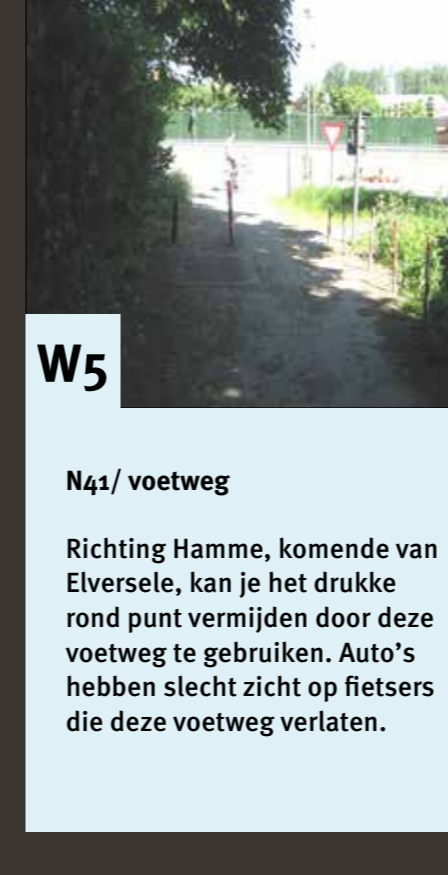 W5
N41/ voetweg
Richting Hamme, komende van
Elversele, kan je het drukke
rond punt vermijden door deze
voetweg te gebruiken. Auto's
hebben slecht zicht op fietsers
die deze voetweg verlaten.